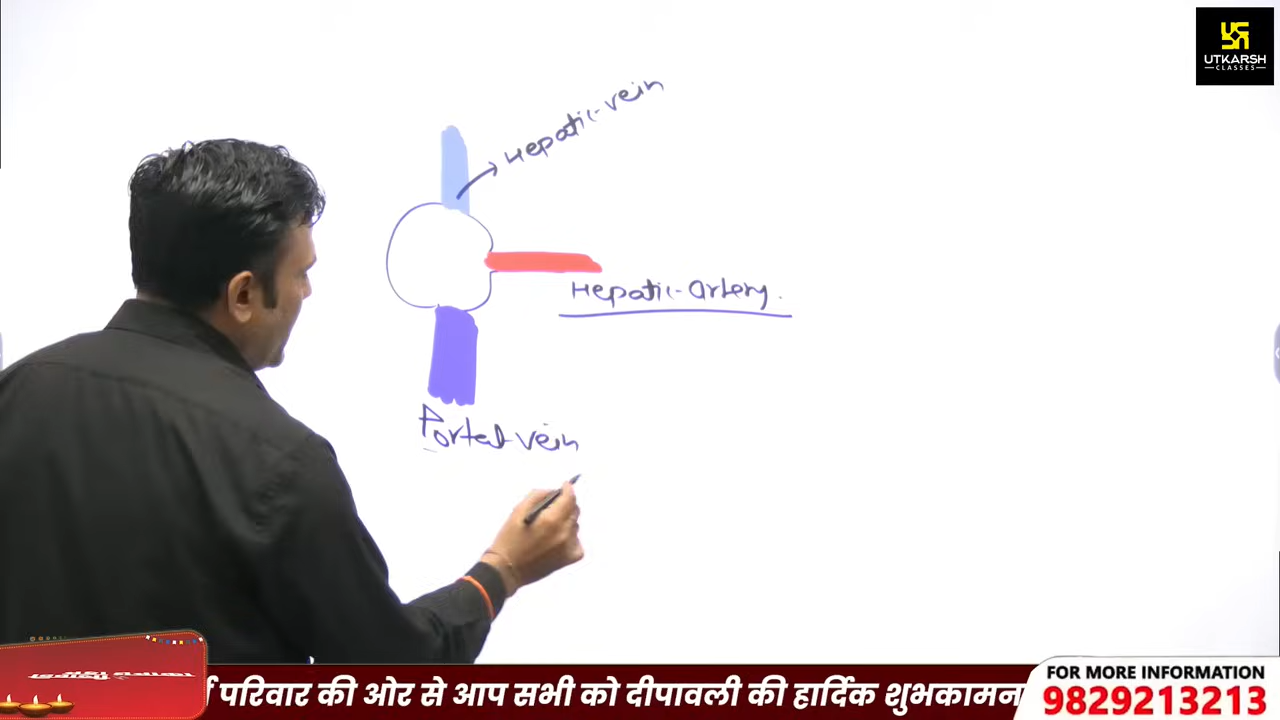 UTKARSH
CLASSES
Hepatic-vein
Hepatic-Artery.
Portal-vein
परिवार की ओर से आप सभी को दीपावली की हार्दिक शुभकामना
FOR MORE INFORMATION
9829213213